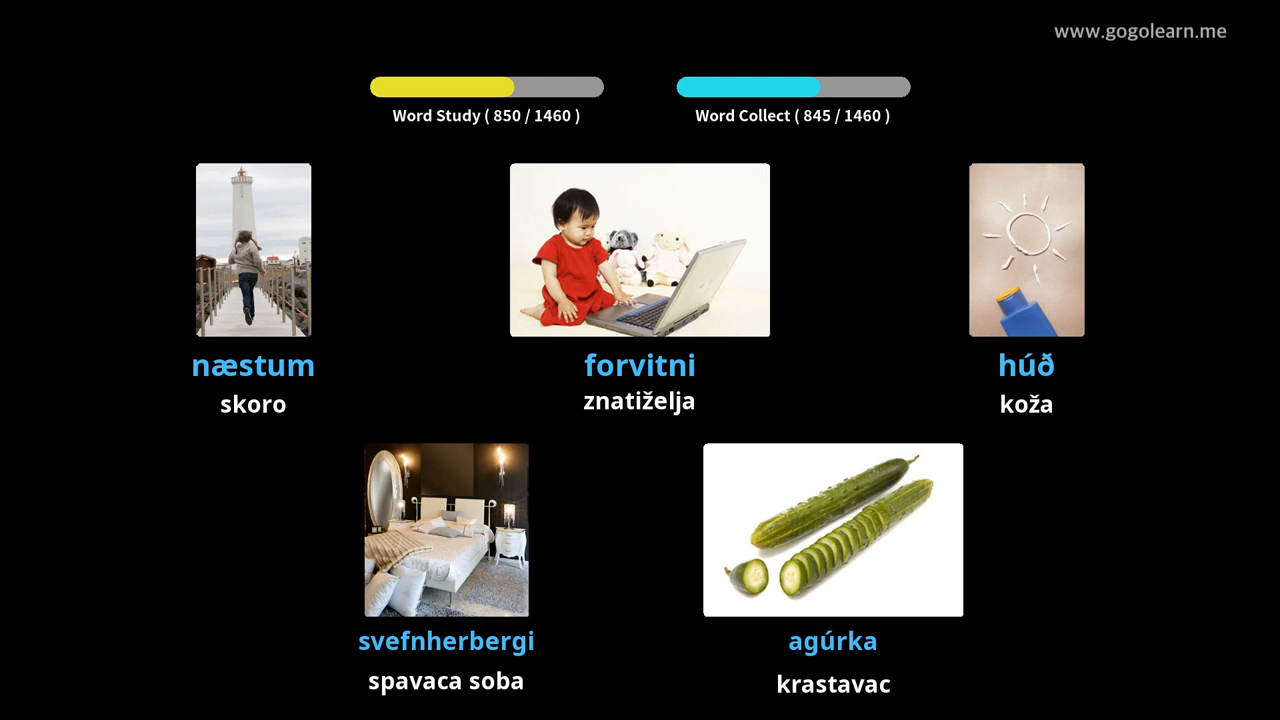 www.gogolearn.me
Word Study ( 850 / 1460 )
Word Collect ( 845 / 1460 )
næstum
forvitni
húð
skoro
znatiželja
koža
svefnherbergi
agúrka
spavaca soba
krastavac